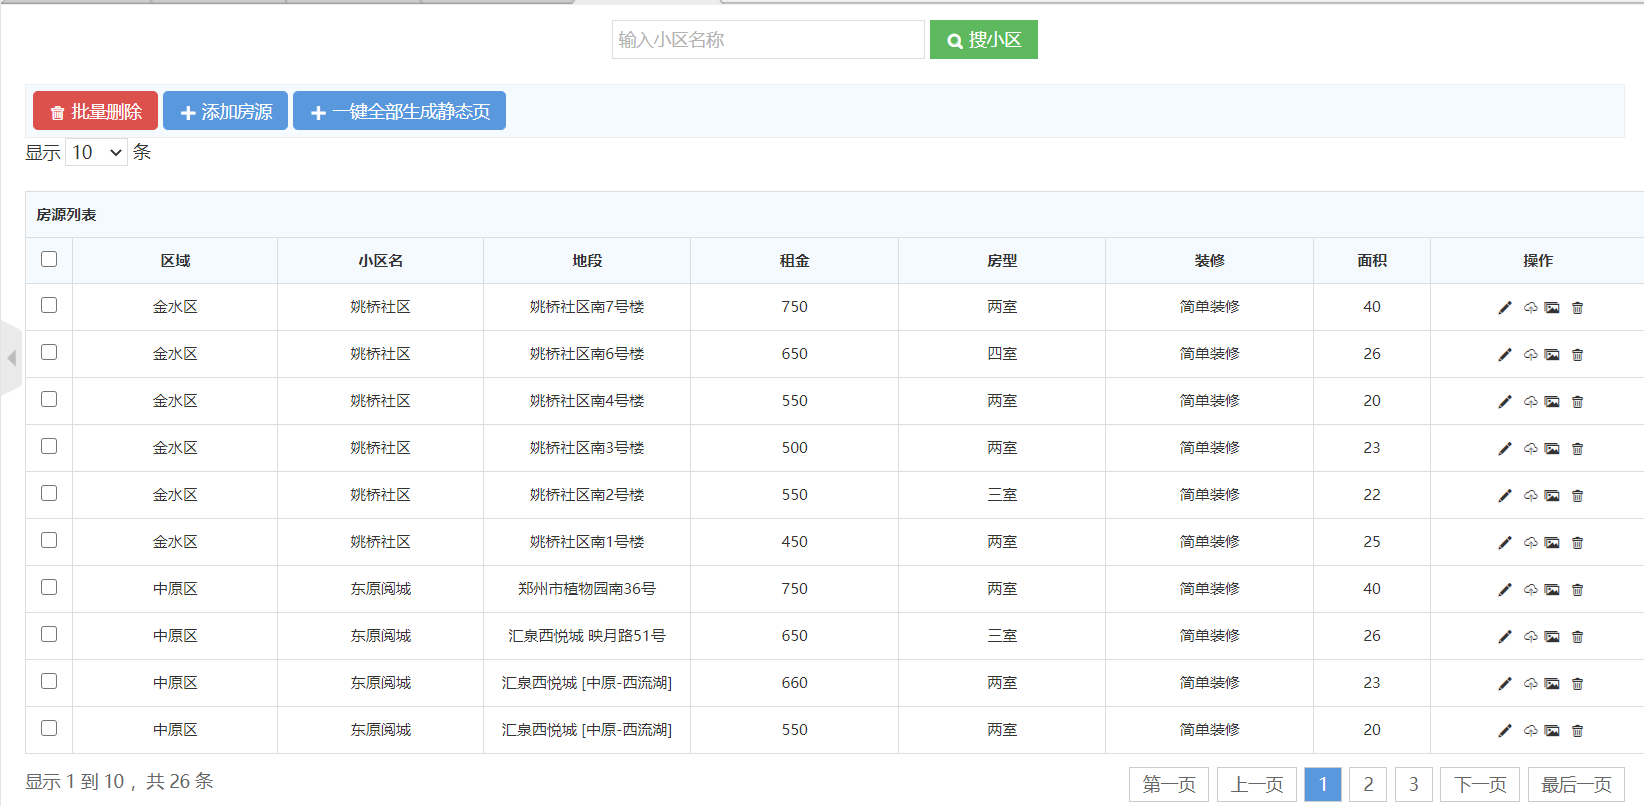 输入小区名称 搜小区
批量删除 添加房源 一键全部生成静态页
显示 10 条
房源列表
区域 小区名 地段 租金 房型 装修 面积 操作
金水区 姚桥社区 姚桥社区南7号楼 750 两室 简单装修 40
金水区 姚桥社区 姚桥社区南6号楼 650 四室 简单装修 26
金水区 姚桥社区 姚桥社区南4号楼 550 两室 简单装修 20
金水区 姚桥社区 姚桥社区南3号楼 500 两室 简单装修 23
金水区 姚桥社区 姚桥社区南2号楼 550 三室 简单装修 22
金水区 姚桥社区 姚桥社区南1号楼 450 两室 简单装修 25
中原区 东原阅城 郑州市植物园南36号 750 两室 简单装修 40
中原区 东原阅城 汇泉西悦城 映月路51号 650 三室 简单装修 26
中原区 东原阅城 汇泉西悦城 [中原-西流湖] 660 两室 简单装修 23
中原区 东原阅城 汇泉西悦城 [中原-西流湖] 550 两室 简单装修 20
显示 1 到 10 ，共 26 条 第一页 上一页 1 2 3 下一页 最后一页